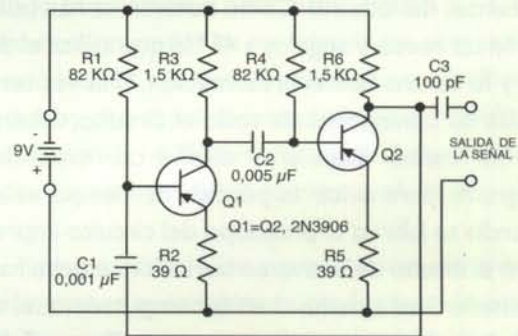 R1
82 KΩ
R3
1,5 KΩ
R4
82 KΩ
R6
1,5 KΩ
C3
100 pF
-
9V
+
C2
0,005 μF
Q1
Q2
SALIDA DE
LA SEÑAL
Q1=Q2, 2N3906
C1
0,001 μF
R2
39 Ω
R5
39 Ω